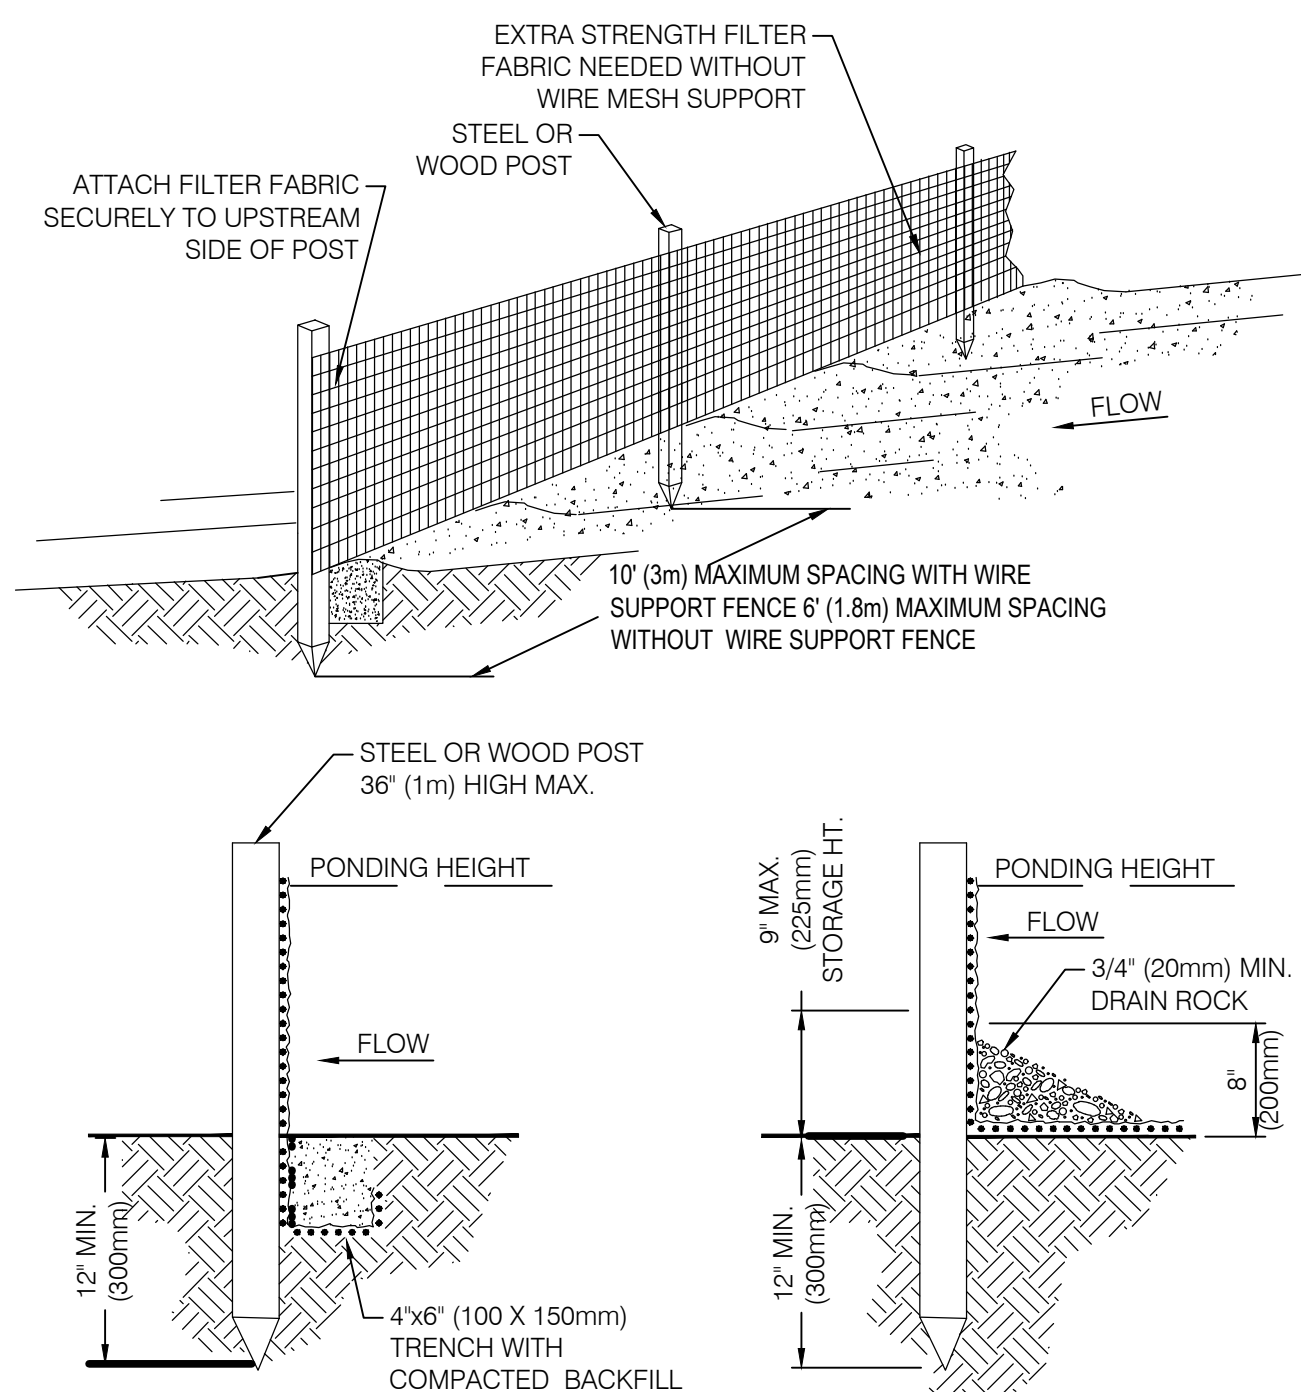 EXTRA STRENGTH FILTER
FABRIC NEEDED WITHOUT
WIRE MESH SUPPORT
STEEL OR
WOOD POST
ATTACH FILTER FABRIC
SECURELY TO UPSTREAM
SIDE OF POST
FLOW
10' (3m) MAXIMUM SPACING WITH WIRE
SUPPORT FENCE 6' (1.8m) MAXIMUM SPACING
WITHOUT WIRE SUPPORT FENCE
STEEL OR WOOD POST
36" (1m) HIGH MAX.
PONDING HEIGHT
FLOW
12" MIN.
(300mm)
4"x6" (100 X 150mm)
TRENCH WITH
COMPACTED BACKFILL
9" MAX.
(225mm)
STORAGE HT.
PONDING HEIGHT
FLOW
3/4" (20mm) MIN.
DRAIN ROCK
8"
(200mm)
12" MIN.
(300mm)